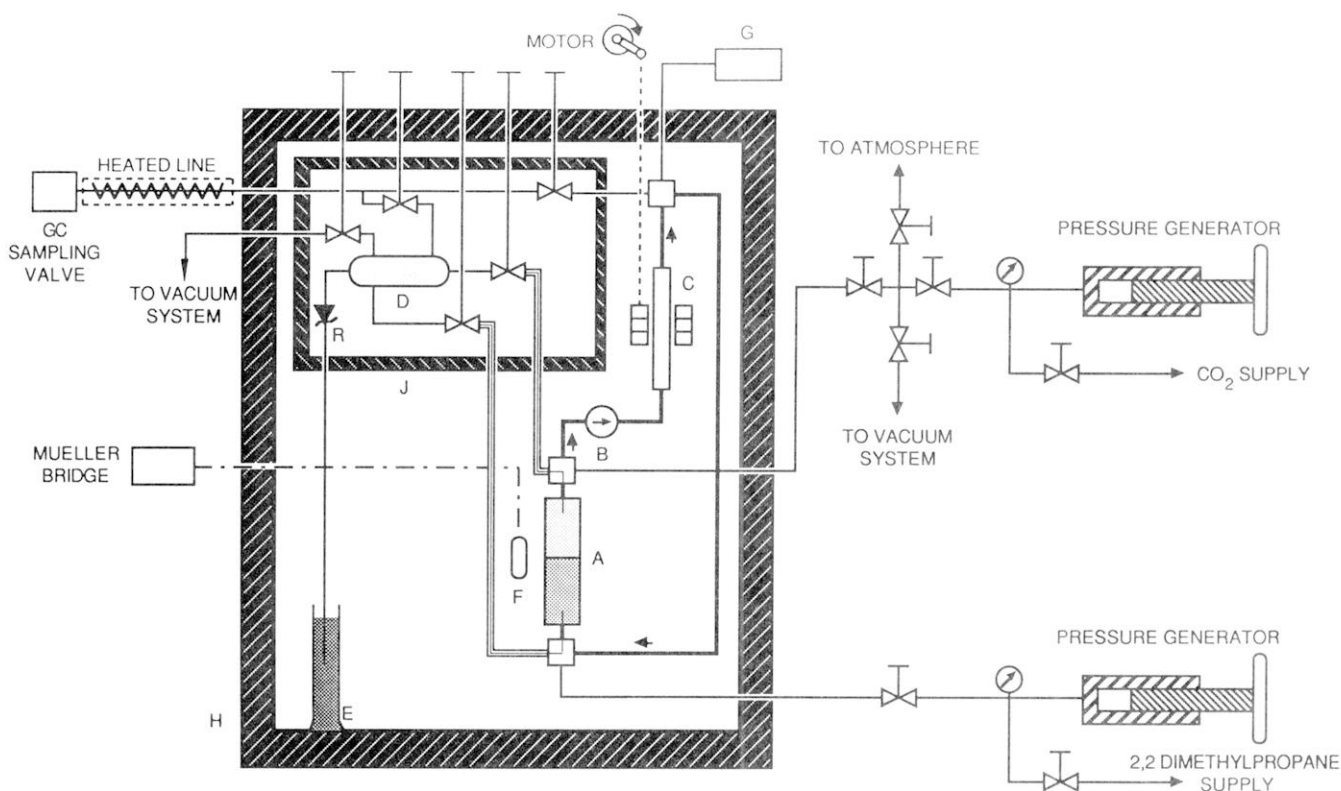 MOTOR
G
HEATED LINE
GC
SAMPLING
VALVE
TO VACUUM
SYSTEM
D
R
J
C
B
TO ATMOSPHERE
PRESSURE GENERATOR
CO₂ SUPPLY
TO VACUUM
SYSTEM
MUELLER
BRIDGE
F
A
E
H
PRESSURE GENERATOR
2,2 DIMETHYLPROPANE
SUPPLY